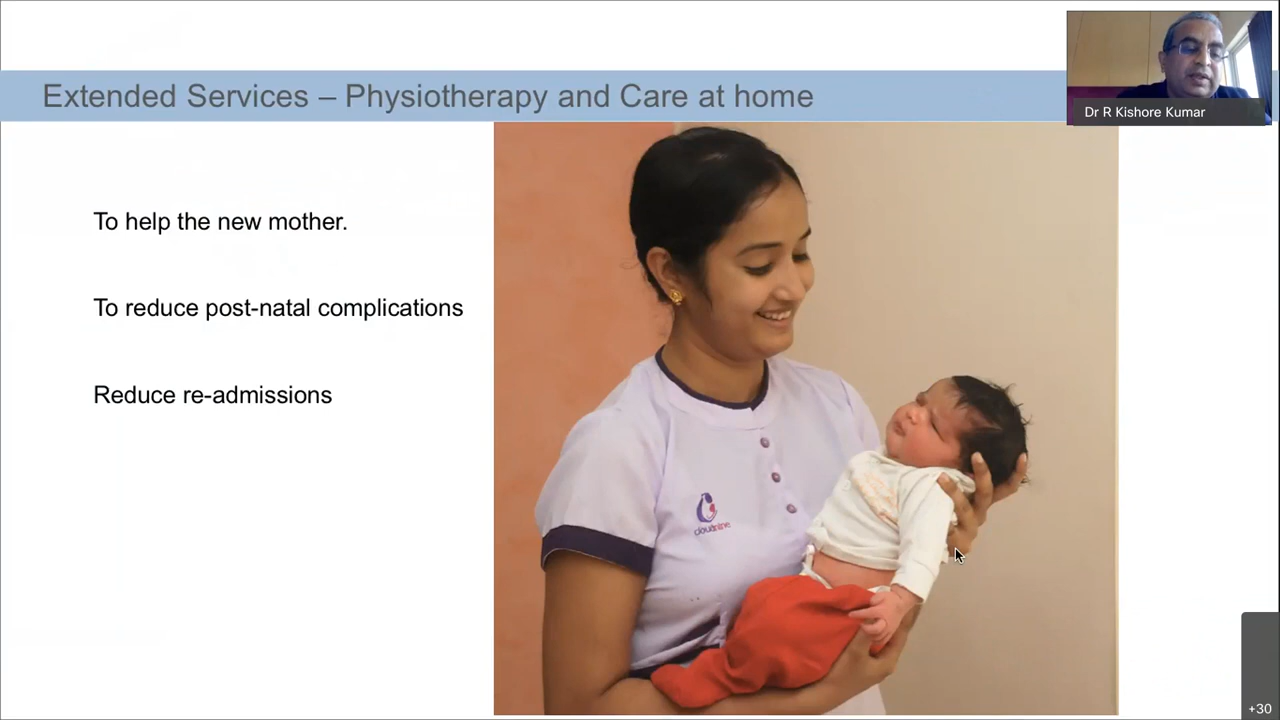 Extended Services – Physiotherapy and Care at home
Dr R Kishore Kumar
To help the new mother.
To reduce post-natal complications
Reduce re-admissions
cloudnine
+30